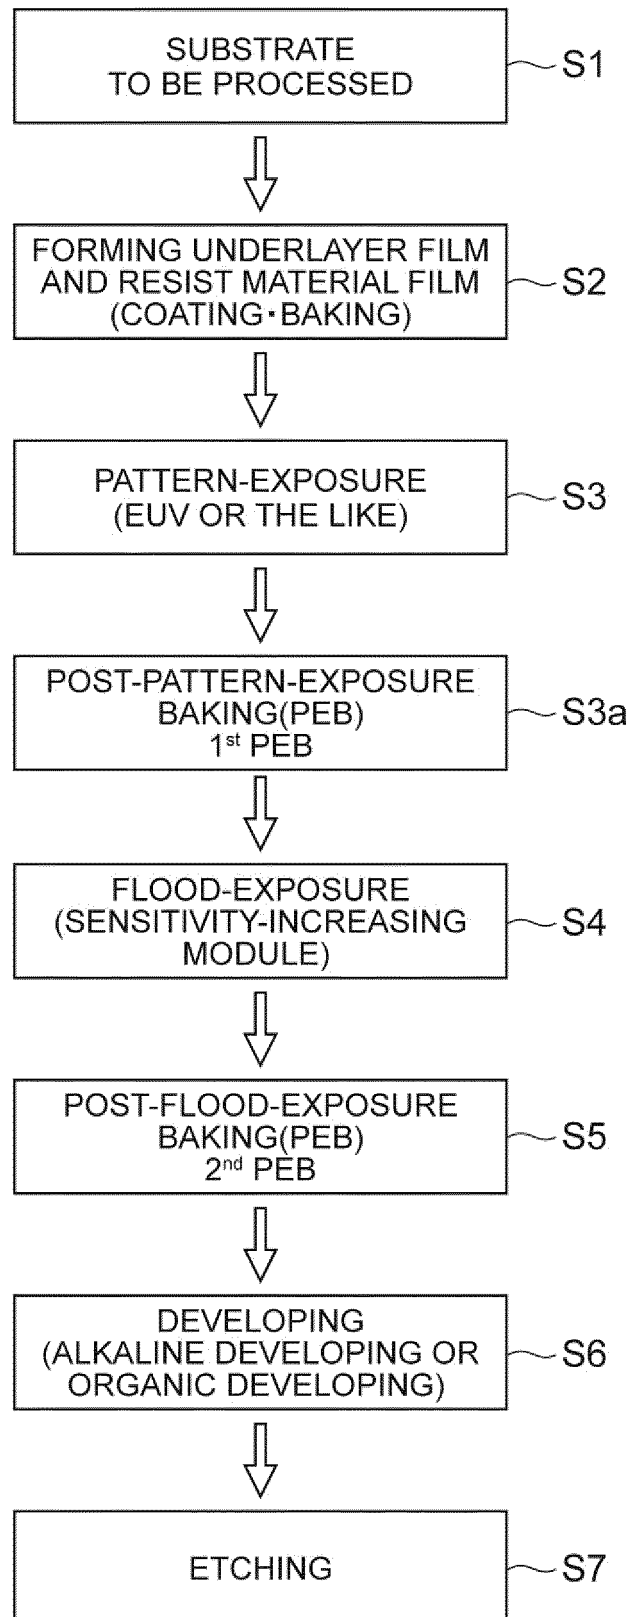 SUBSTRATE
TO BE PROCESSED
S1
FORMING UNDERLAYER FILM
AND RESIST MATERIAL FILM
(COATING・BAKING)
S2
PATTERN-EXPOSURE
(EUV OR THE LIKE)
S3
POST-PATTERN-EXPOSURE
BAKING(PEB)
1st PEB
S3a
FLOOD-EXPOSURE
(SENSITIVITY-INCREASING
MODULE)
S4
POST-FLOOD-EXPOSURE
BAKING(PEB)
2nd PEB
S5
DEVELOPING
(ALKALINE DEVELOPING OR
ORGANIC DEVELOPING)
S6
ETCHING
S7